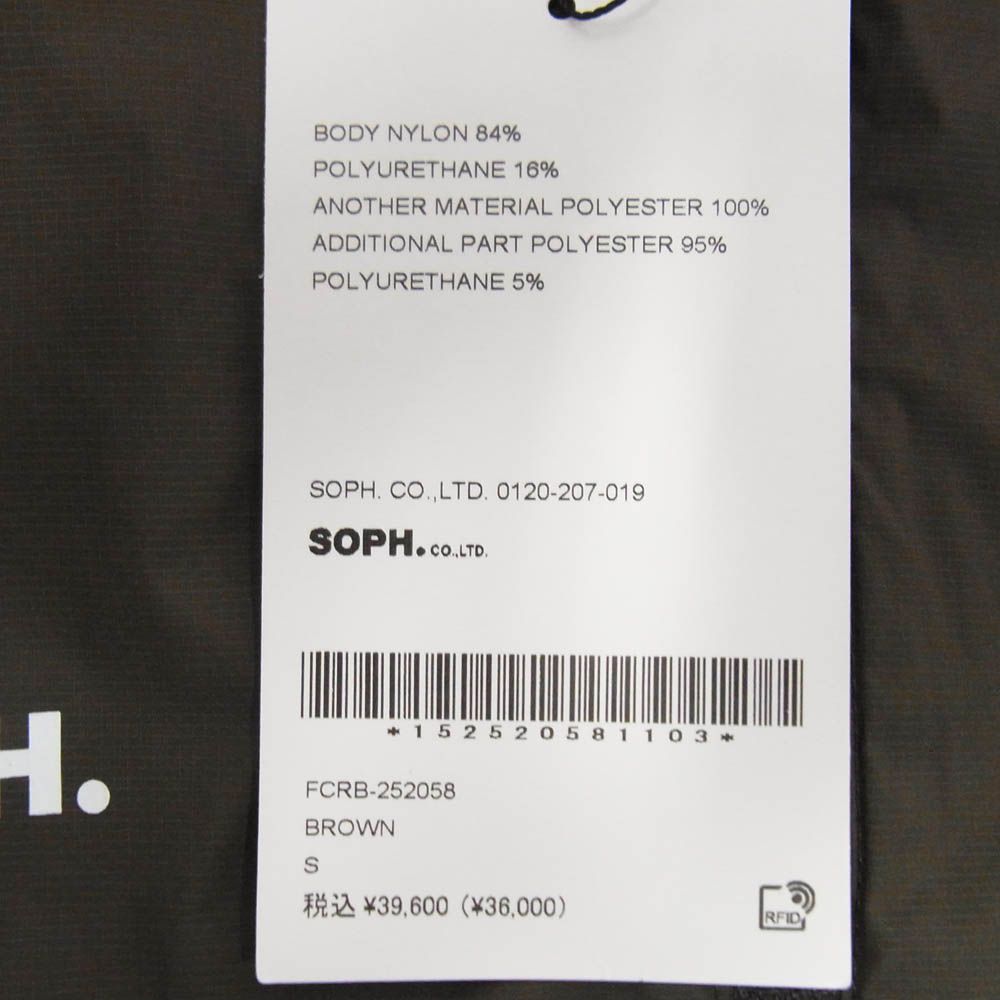 BODY NYLON 84%
POLYURETHANE 16%
ANOTHER MATERIAL POLYESTER 100%
ADDITIONAL PART POLYESTER 95%
POLYURETHANE 5%
SOPH. CO.,LTD. 0120-207-019
SOPH. CO.,LTD.
*152520581103*
H.
FCRB-252058
BROWN
S
税込 ¥39,600 (¥36,000)
RFID